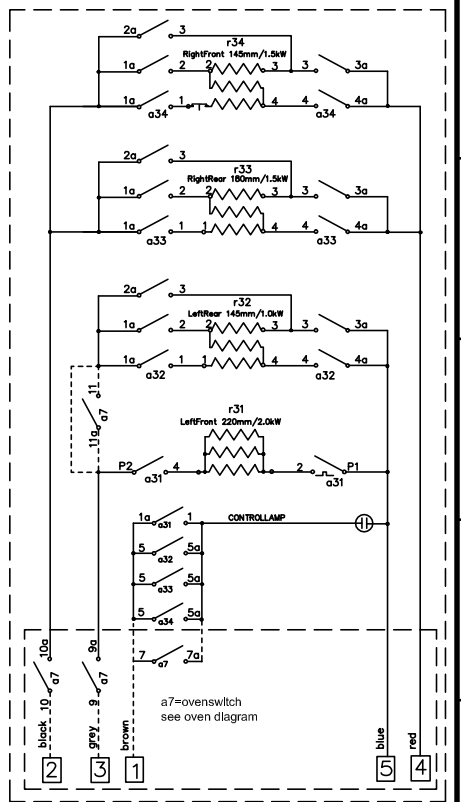 2a 3
r34
RightFront 145mm/1.5kW
1a 2 2 3 3 3a
1a 1 4 4 4a
a34 a34
2a 3
r33
RightRear 180mm/1.5kW
1a 2 2 3 3 3a
1a 1 1 4 4 4a
a33 a33
2a 3
r32
LeftRear 145mm/1.0kW
1a 2 2 3 3 3a
1a 1 1 4 4 4a
a32 a32
11
a7
11a
r31
LeftFront 220mm/2.0kW
P2 4 2 P1
a31 a31
1a 1 CONTROLLAMP
a31
5 5a
a32
5 5a
a33
5 5a
a34
7 7a
a7
10a 9a
a7 a7
10 9
a7=ovenswitch
see oven diagram
black grey brown blue red
2 3 1 5 4